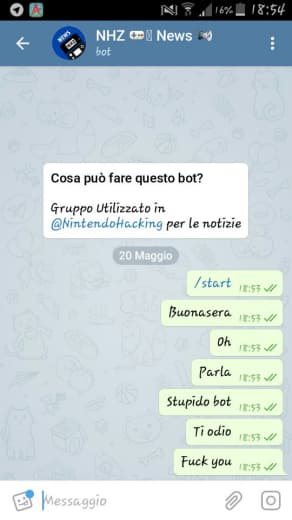 16% 18:54
NHZ News
bot
NEWS
Cosa può fare questo bot?
Gruppo Utilizzato in
@NintendoHacking per le notizie
20 Maggio
/start 18:53
Buonasera 18:53
Oh 18:53
Parla 18:53
Stupido bot 18:53
Ti odio 18:53
Fuck you 18:53
Messaggio